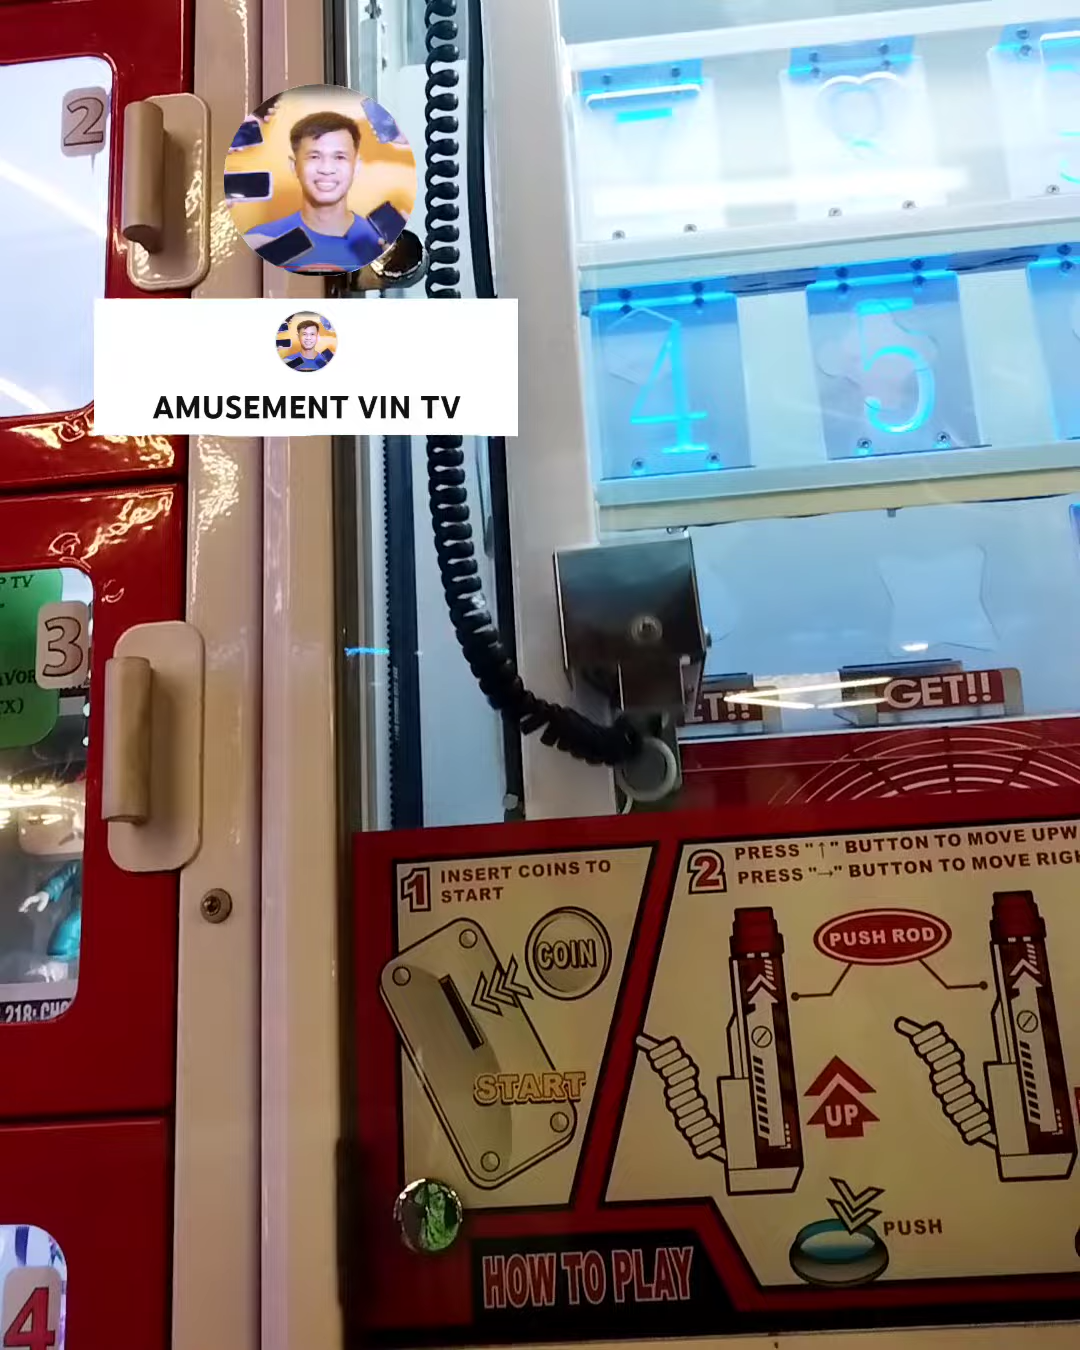 2
AMUSEMENT VIN TV
4
5
3
P TV
GET!!
1 INSERT COINS TO
START
COIN
START
2 PRESS "↑" BUTTON TO MOVE UPW
PRESS "→" BUTTON TO MOVE RIGH
PUSH ROD
UP
PUSH
HOW TO PLAY
4